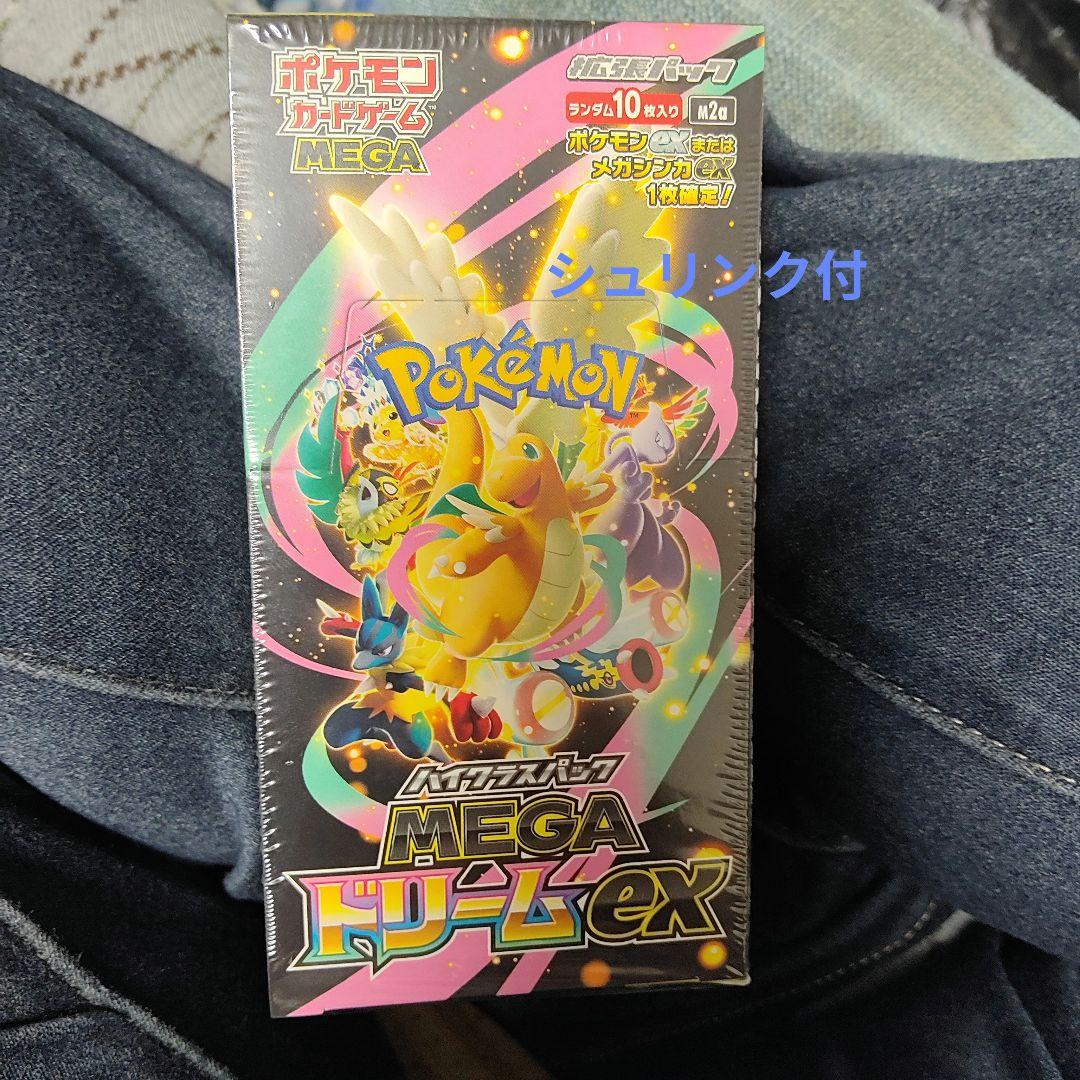 ポケモン
カードゲーム™
MEGA
拡張パック
ランダム10枚入り M2a
ポケモンexまたは
メガシンカex
1枚確定!
シュリンク付
POKéMON™
ハイクラスパック
MEGA
ドリームex